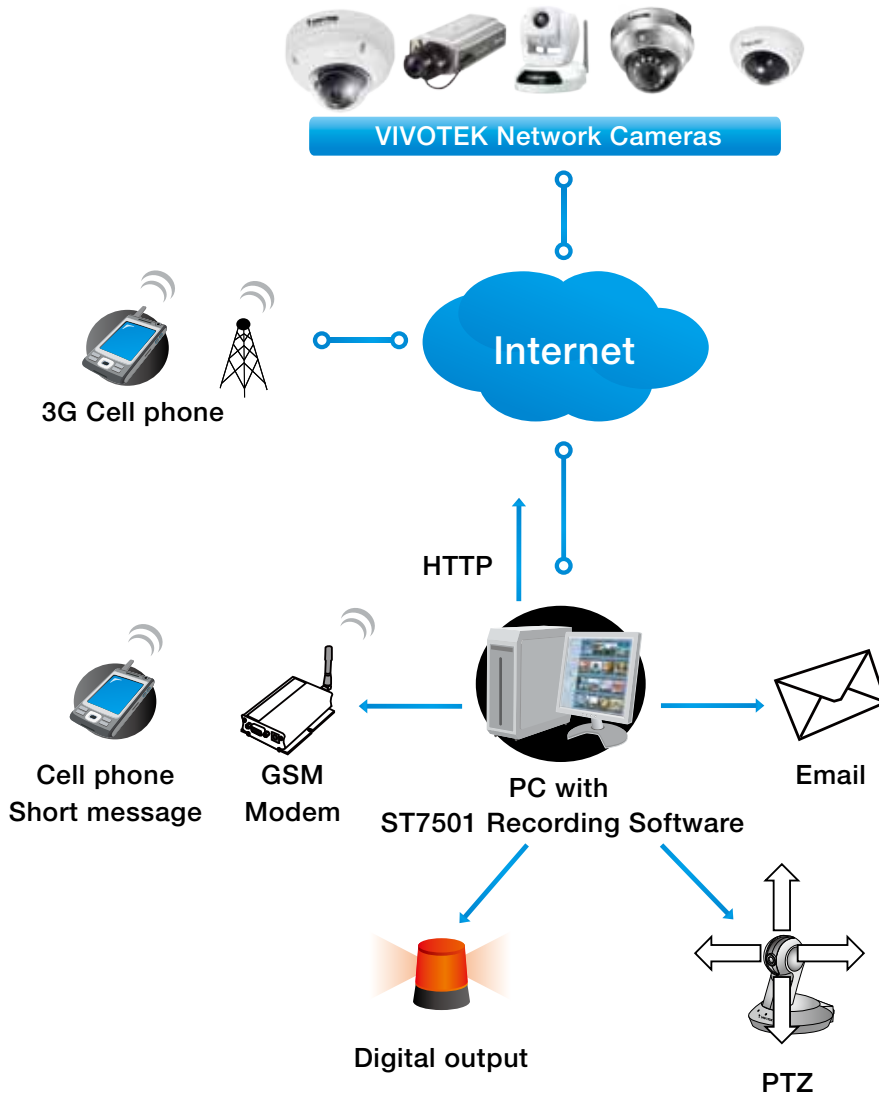 VIVOTEK Network Cameras
Internet
3G Cell phone
HTTP
Cell phone
Short message
GSM
Modem
PC with
ST7501 Recording Software
Email
Digital output
PTZ